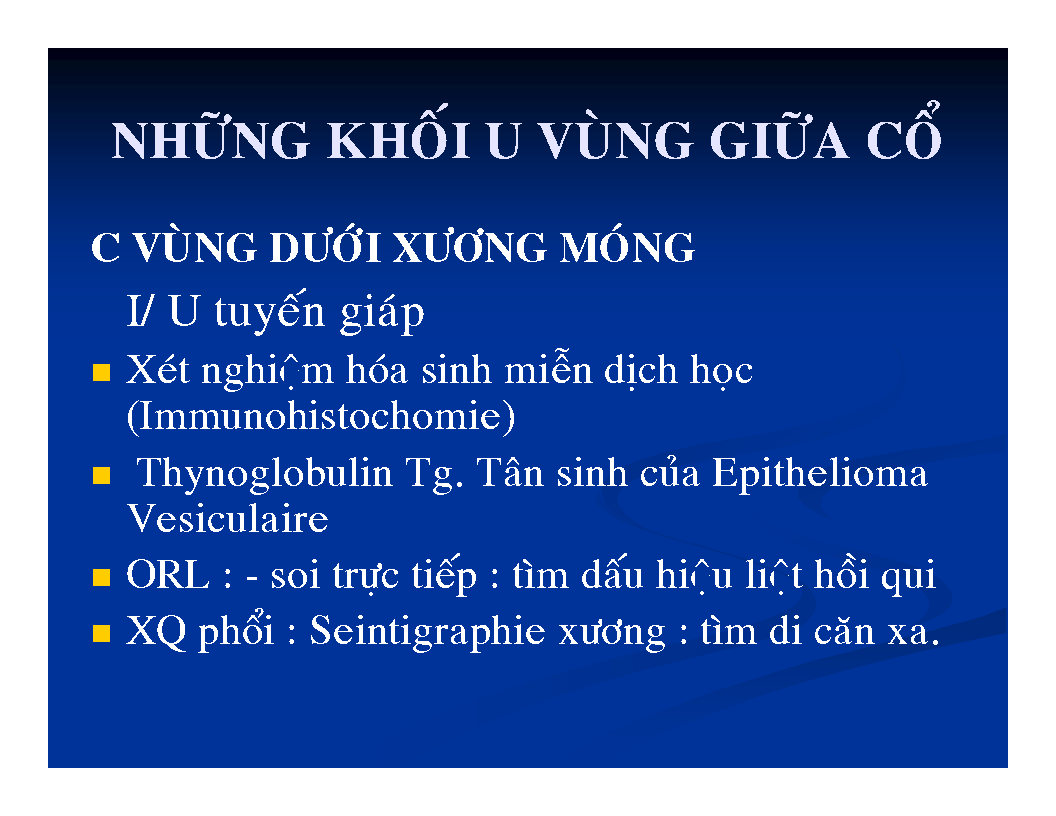 NHỮNG KHỐI U VÙNG GIỮA CỔ
C VÙNG DƯỚI XƯƠNG MÓNG
I/ U tuyến giáp
Xét nghiệm hóa sinh miễn dịch học
(Immunohistochomie)
Thynoglobulin Tg. Tân sinh của Epithelioma
Vesiculaire
ORL : - soi trực tiếp : tìm dấu hiệu liệt hồi qui
XQ phổi : Seintigraphie xương : tìm di căn xa.